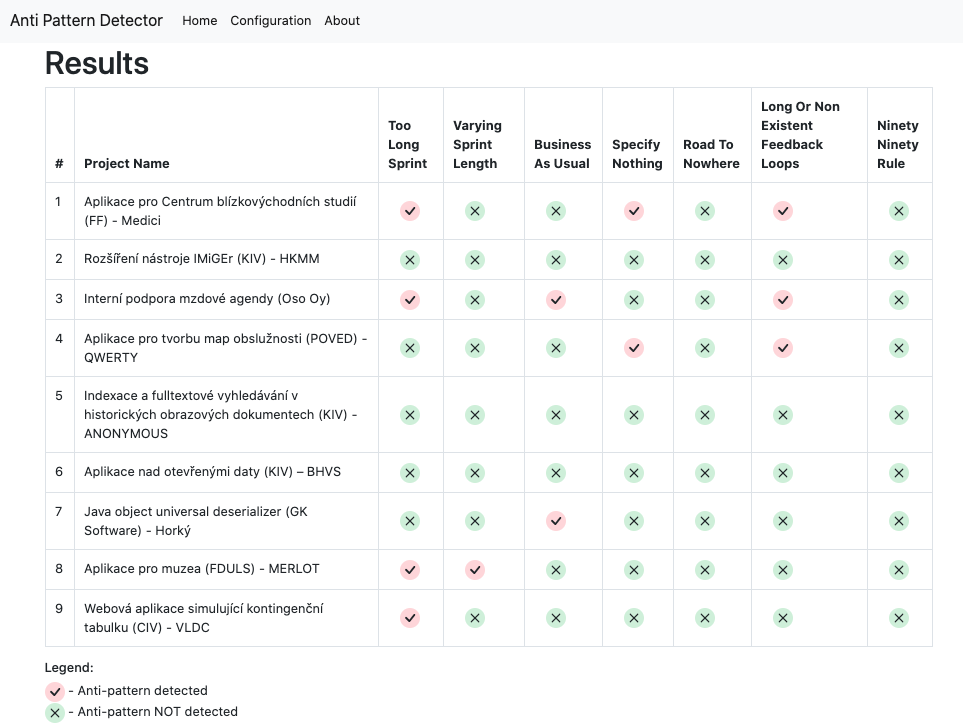 Anti Pattern Detector Home Configuration About
Results
# Project Name Too Long Sprint Varying Sprint Length Business As Usual Specify Nothing Road To Nowhere Long Or Non Existent Feedback Loops Ninety Ninety Rule
1 Aplikace pro Centrum blízkovýchodních studií
(FF) - Medici
2 Rozšíření nástroje IMiGEr (KIV) - HKMM
3 Interní podpora mzdové agendy (Oso Oy)
4 Aplikace pro tvorbu map obslužnosti (POVED) -
QWERTY
5 Indexace a fulltextové vyhledávání v
historických obrazových dokumentech (KIV) -
ANONYMOUS
6 Aplikace nad otevřenými daty (KIV) – BHVS
7 Java object universal deserializer (GK
Software) - Horký
8 Aplikace pro muzea (FDULS) - MERLOT
9 Webová aplikace simulující kontingenční
tabulku (CIV) - VLDC
Legend:
- Anti-pattern detected
- Anti-pattern NOT detected